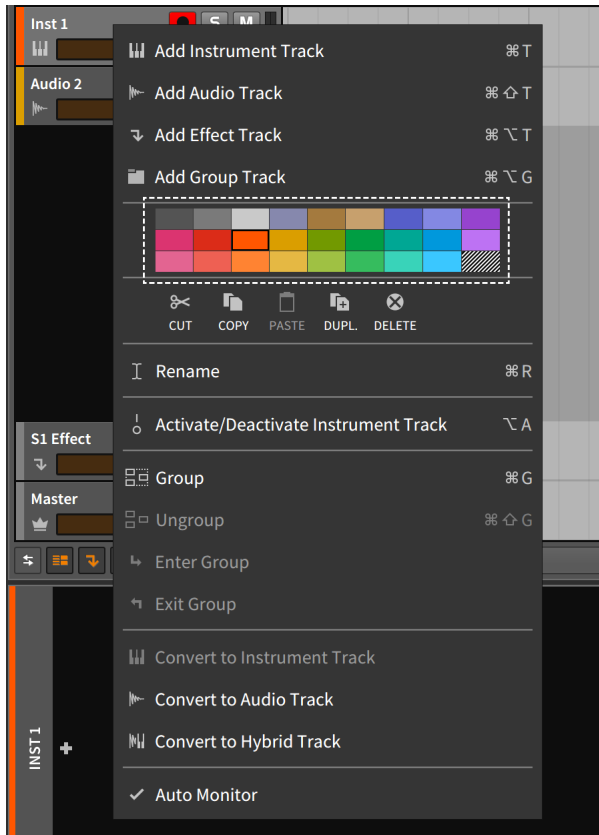 Inst 1
S M
Add Instrument Track ⌘ T
Audio 2
Add Audio Track ⌘ ⇧ T
Add Effect Track ⌘ ⌥ T
Add Group Track ⌘ ⌥ G
CUT COPY PASTE DUPL. DELETE
Rename ⌘ R
Activate/Deactivate Instrument Track ⌥ A
S1 Effect
Group ⌘ G
Master
Ungroup ⌘ ⇧ G
Enter Group
Exit Group
Convert to Instrument Track
Convert to Audio Track
INST 1
Convert to Hybrid Track
Auto Monitor